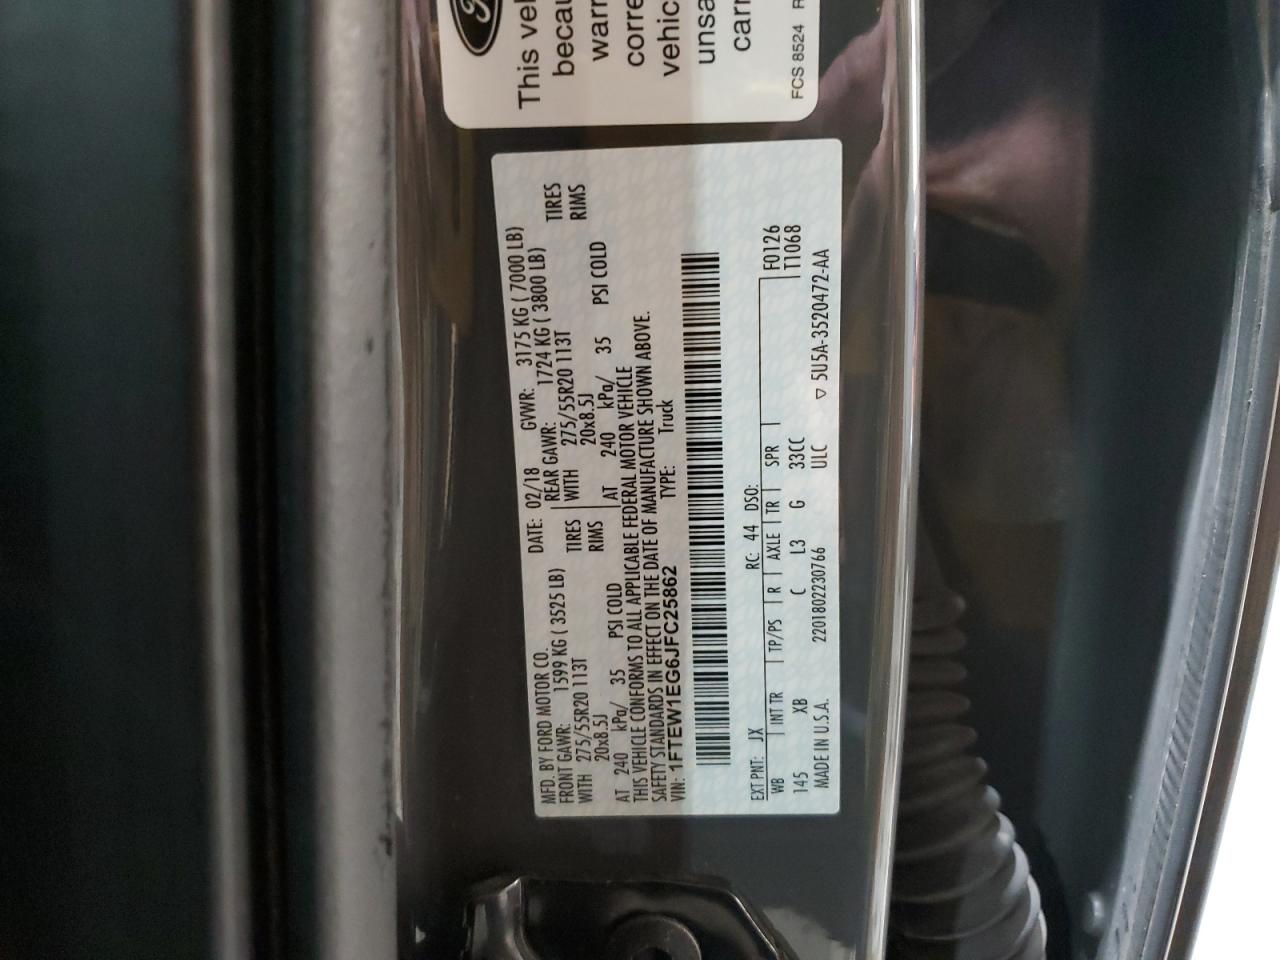 Ford
This veh
becau
warr
corre
vehic
unsa
carr
FCS 8524 R
MFD. BY FORD MOTOR CO.
DATE: 02/18 GVWR: 3175 KG ( 7000 LB)
FRONT GAWR: 1599 KG ( 3525 LB)
REAR GAWR: 1724 KG ( 3800 LB)
WITH 275/55R20 113T TIRES
WITH 275/55R20 113T TIRES
20x8.5J RIMS
20x8.5J RIMS
AT 240 kPa/ 35 PSI COLD
AT 240 kPa/ 35 PSI COLD
THIS VEHICLE CONFORMS TO ALL APPLICABLE FEDERAL MOTOR VEHICLE
SAFETY STANDARDS IN EFFECT ON THE DATE OF MANUFACTURE SHOWN ABOVE.
VIN: 1FTEW1EG6JFC25862 TYPE: Truck
EXT PNT: JX RC: 44 DSO:
WB INT TR TP/PS R AXLE TR SPR F0126
145 XB C L3 G 33CC T1068
MADE IN U.S.A. 2201802230766 ULC ▽ 5U5A-3520472-AA